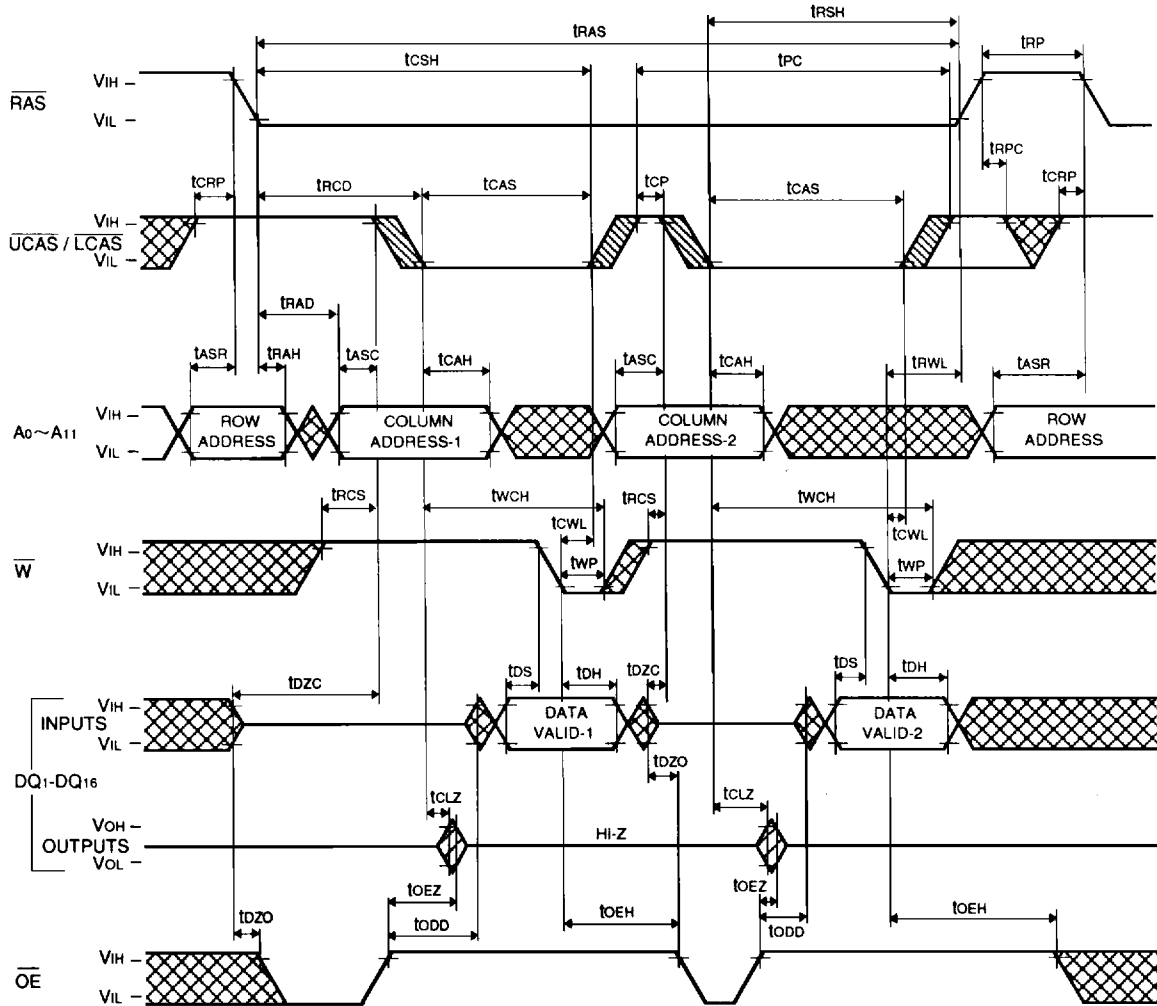 tRSH
tRAS
tRP
tCSH
tPC
VIH
RAS
VIL
tRPC
tCRP
tRCD
tCAS
tCP
tCAS
tCRP
VIH
UCAS / LCAS
VIL
tRAD
tASR
tRAH
tASC
tCAH
tASC
tCAH
tRWL
tASR
VIH
A0~A11
VIL
ROW ADDRESS
COLUMN ADDRESS-1
COLUMN ADDRESS-2
ROW ADDRESS
tRCS
tWCH
tRCS
tWCH
tCWL
tCWL
VIH
W
VIL
tWP
tWP
tDZC
tDS
tDH
tDZC
tDS
tDH
VIH
INPUTS
VIL
DATA VALID-1
DATA VALID-2
DQ1-DQ16
tDZO
tCLZ
tCLZ
VOH
OUTPUTS
VOL
Hi-Z
tOEZ
tOEZ
tDZO
tODD
tOEH
tODD
tOEH
VIH
OE
VIL